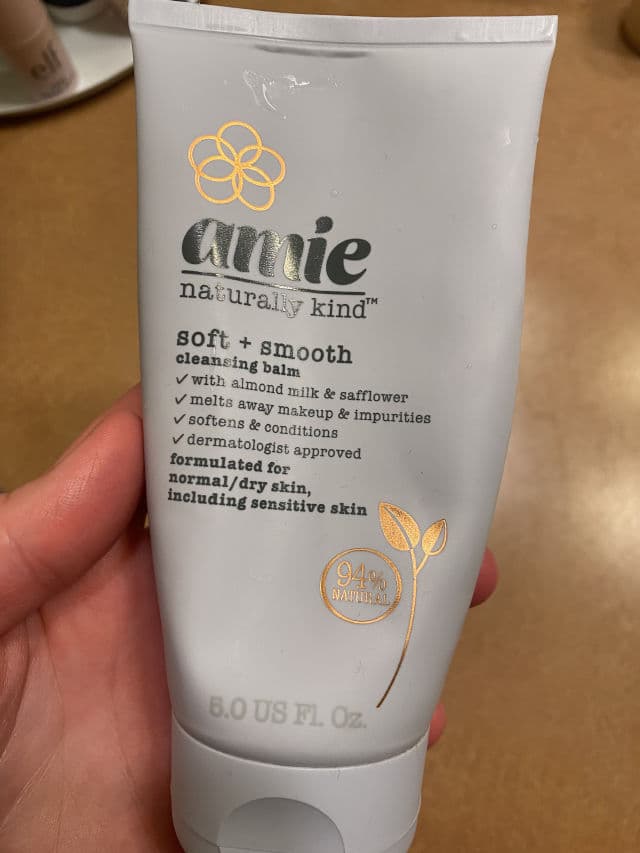 elf
amie
naturally kind™
soft + smooth
cleansing balm
✓ with almond milk & safflower
✓ melts away makeup & impurities
✓ softens & conditions
✓ dermatologist approved
formulated for
normal/dry skin,
including sensitive skin
94%
NATURAL
5.0 US Fl. Oz.